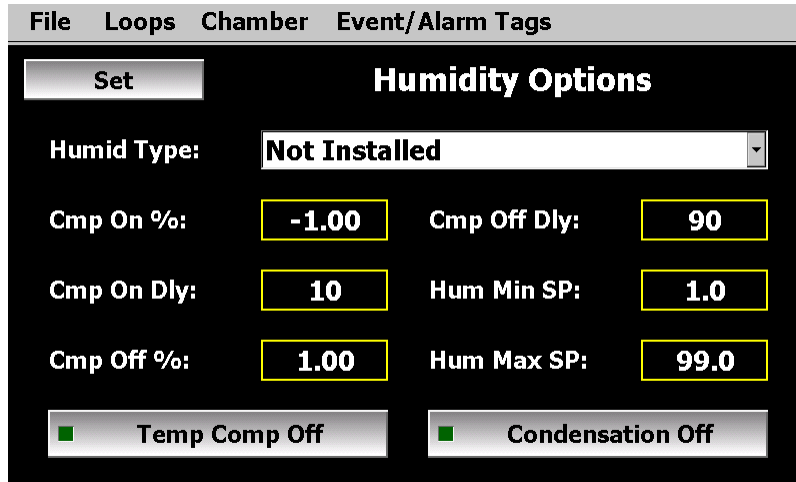 File Loops Chamber Event/Alarm Tags
Set Humidity Options
Humid Type: Not Installed
Cmp On %: -1.00 Cmp Off Dly: 90
Cmp On Dly: 10 Hum Min SP: 1.0
Cmp Off %: 1.00 Hum Max SP: 99.0
Temp Comp Off Condensation Off